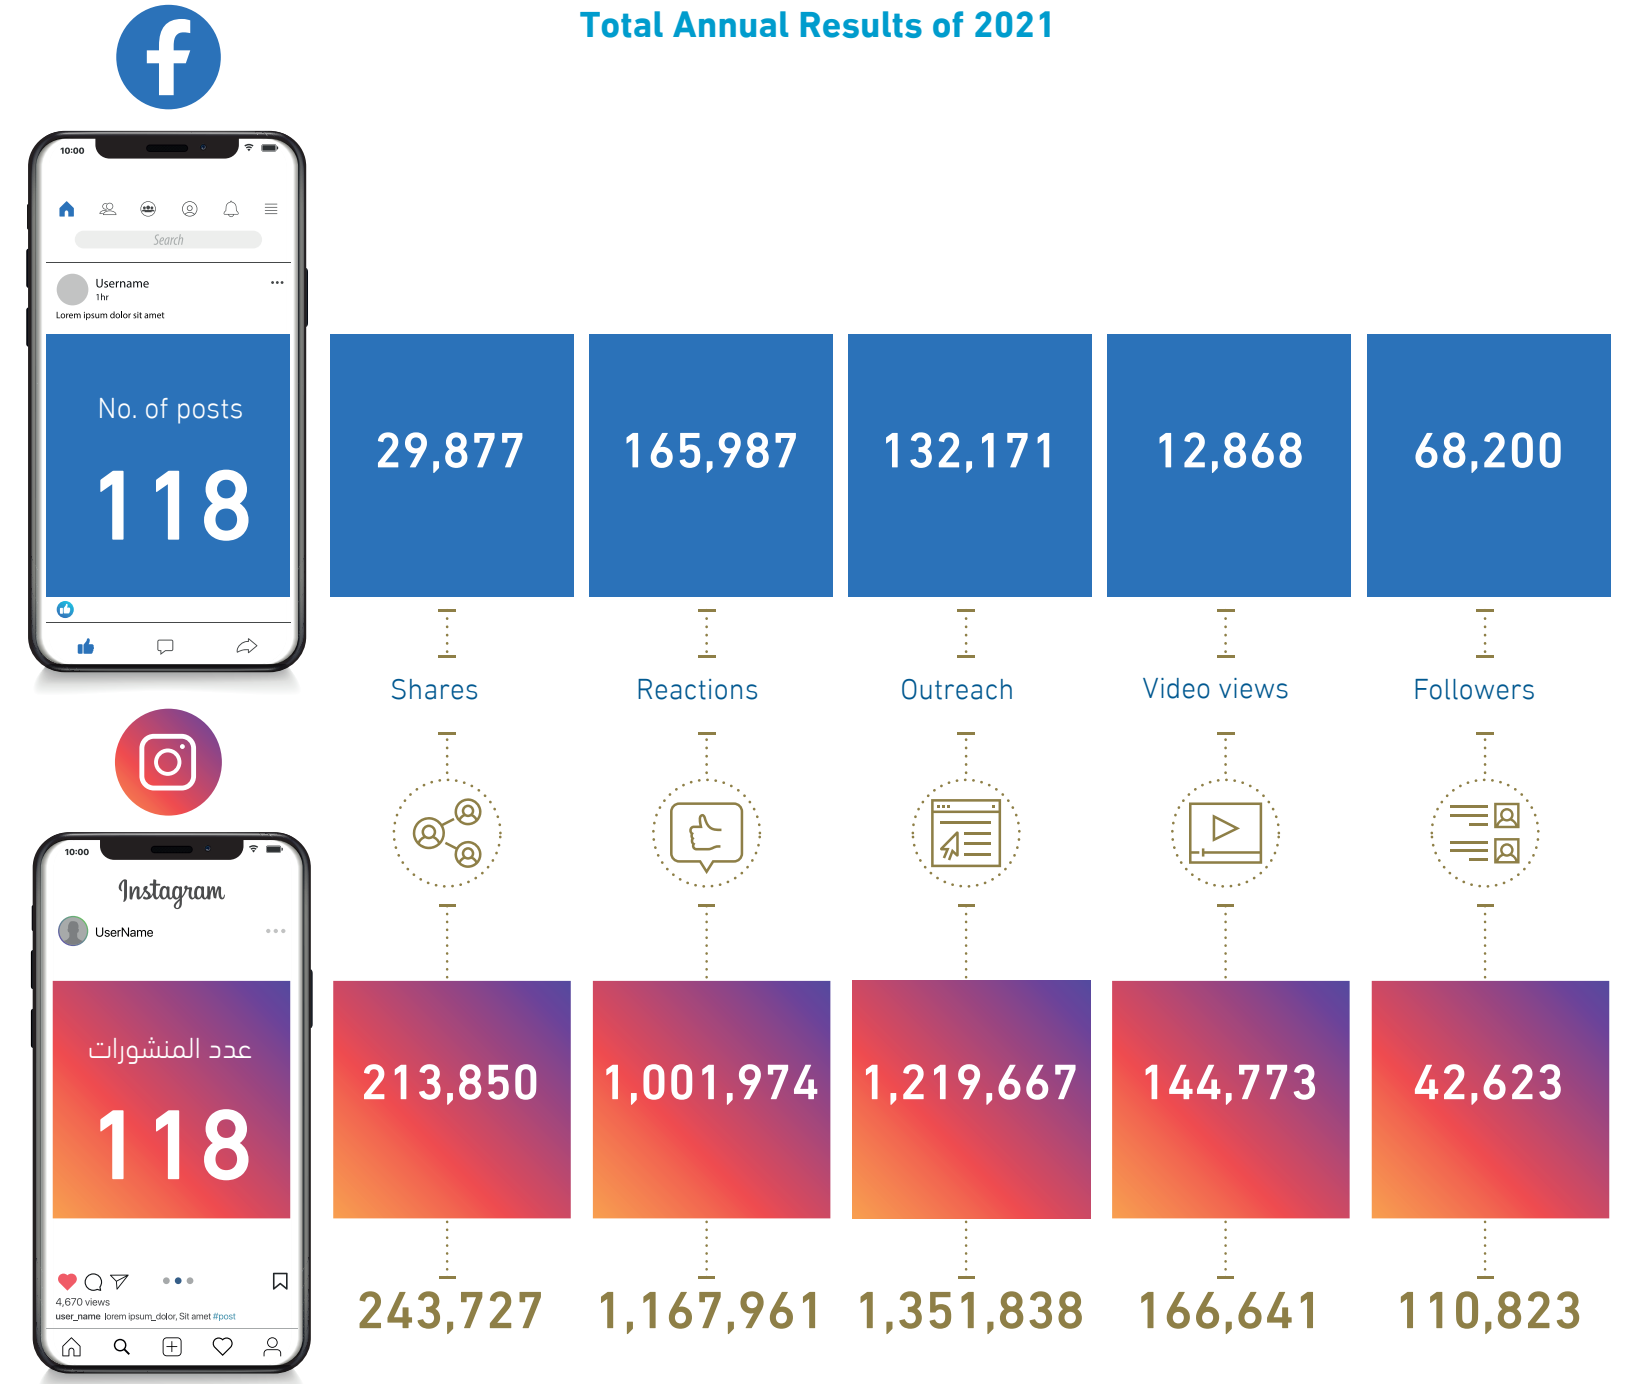 Total Annual Results of 2021
10:00
Search
Username
1hr
Lorem ipsum dolor sit amet
No. of posts
118
29,877
165,987
132,171
12,868
68,200
Shares
Reactions
Outreach
Video views
Followers
10:00
Instagram
UserName
عدد المنشورات
118
213,850
1,001,974
1,219,667
144,773
42,623
4,670 views
user_name lorem ipsum_dolor, Sit amet #post
243,727
1,167,961
1,351,838
166,641
110,823